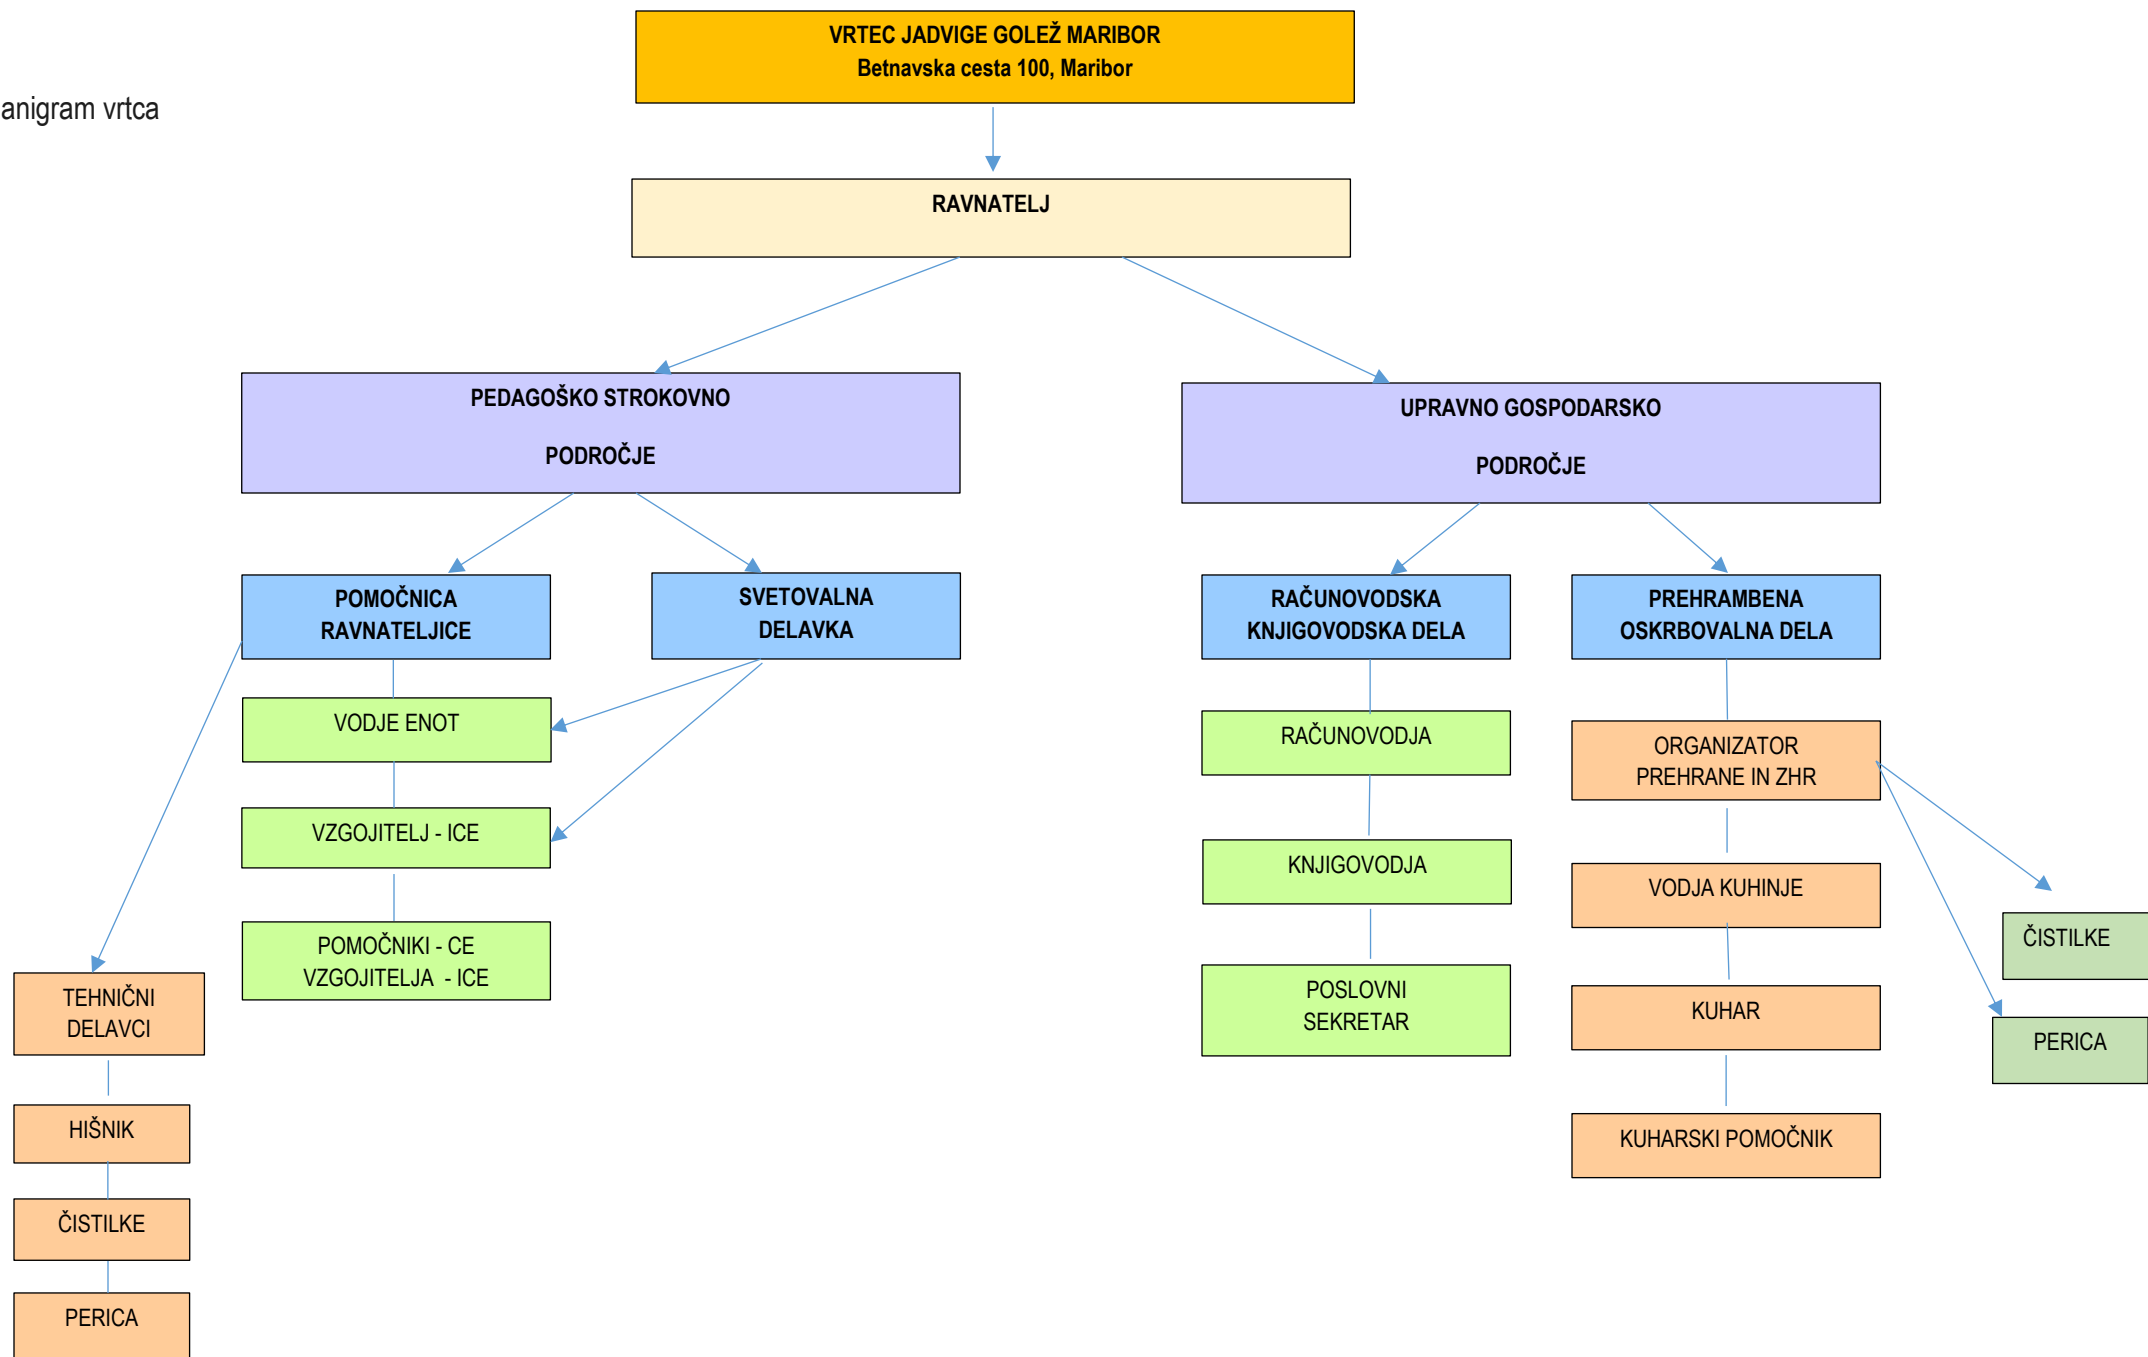 VRTEC JADVIGE GOLEŽ MARIBOR
Betnavska cesta 100, Maribor
anigram vrtca
RAVNATELJ
PEDAGOŠKO STROKOVNO
PODROČJE
UPRAVNO GOSPODARSKO
PODROČJE
POMOČNICA
RAVNATELJICE
SVETOVALNA
DELAVKA
RAČUNOVODSKA
KNJIGOVODSKA DELA
PREHRAMBENA
OSKRBOVALNA DELA
VODJE ENOT
VZGOJITELJ - ICE
POMOČNIKI - CE
VZGOJITELJA - ICE
TEHNIČNI
DELAVCI
HIŠNIK
ČISTILKE
PERICA
RAČUNOVODJA
KNJIGOVODJA
POSLOVNI
SEKRETAR
ORGANIZATOR
PREHRANE IN ZHR
VODJA KUHINJE
KUHAR
KUHARSKI POMOČNIK
ČISTILKE
PERICA